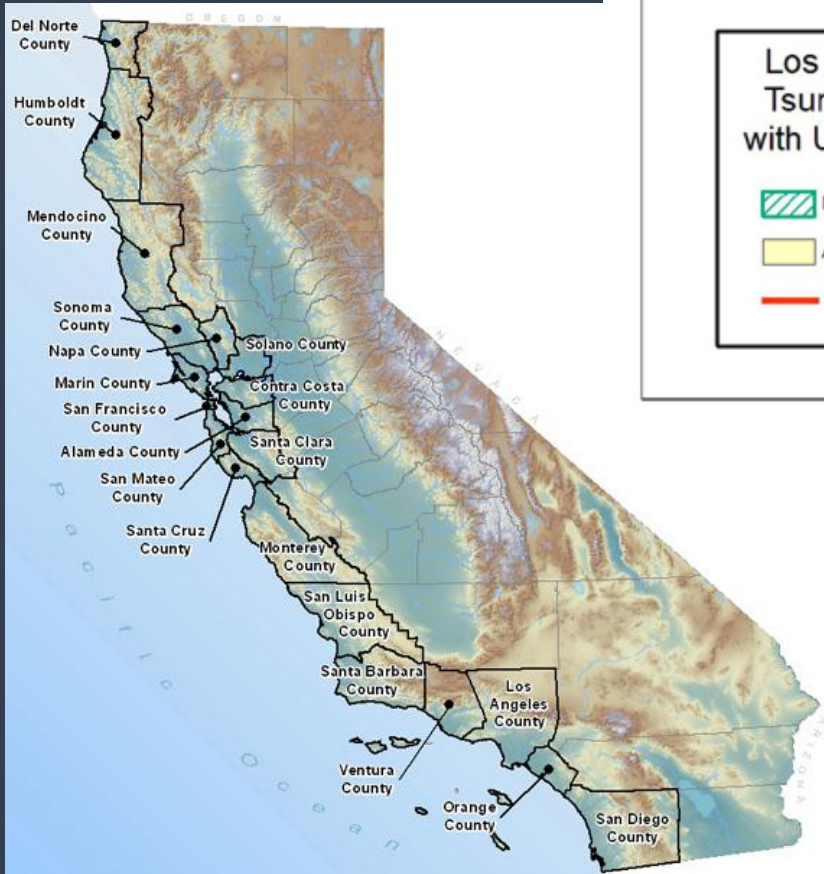 OREGON
Del Norte
County
Humboldt
County
Mendocino
County
Sonoma
County
Napa County
Solano County
Marin County
Contra Costa
County
San Francisco
County
Alameda County
Santa Clara
County
San Mateo
County
Santa Cruz
County
Monterey
County
San Luis
Obispo
County
Santa Barbara
County
Los
Angeles
County
Ventura
County
Orange
County
San Diego
County
NEVADA
ARIZONA
Pacific Ocean
Los
Tsu
with U